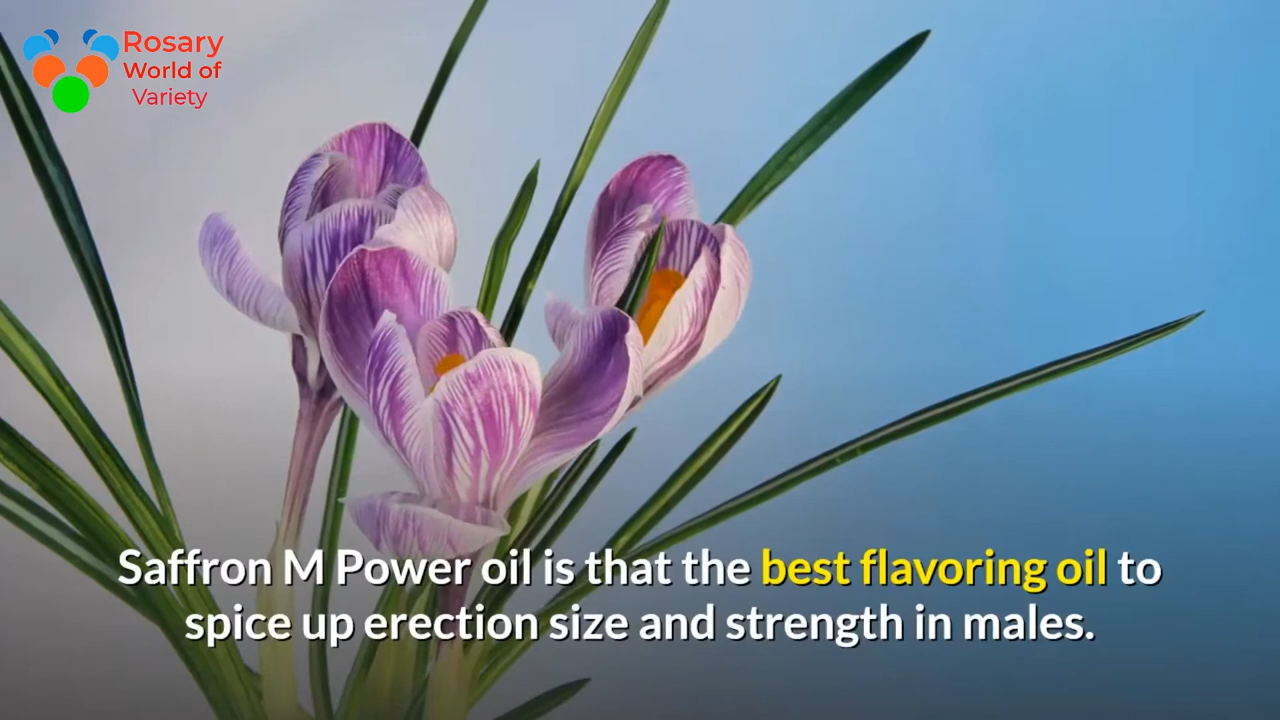 Rosary
World of
Variety
Saffron M Power oil is that the best flavoring oil to
spice up erection size and strength in males.